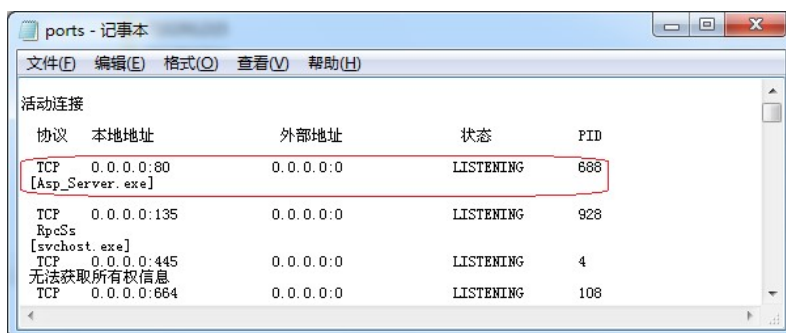 ports - 记事本
文件(F) 编辑(E) 格式(O) 查看(V) 帮助(H)
活动连接
协议 本地地址 外部地址 状态 PID
TCP 0.0.0.0:80 0.0.0.0:0 LISTENING 688
[Asp_Server.exe]
TCP 0.0.0.0:135 0.0.0.0:0 LISTENING 928
RpcSs
[svchost.exe]
TCP 0.0.0.0:445 0.0.0.0:0 LISTENING 4
无法获取所有权信息
TCP 0.0.0.0:664 0.0.0.0:0 LISTENING 108